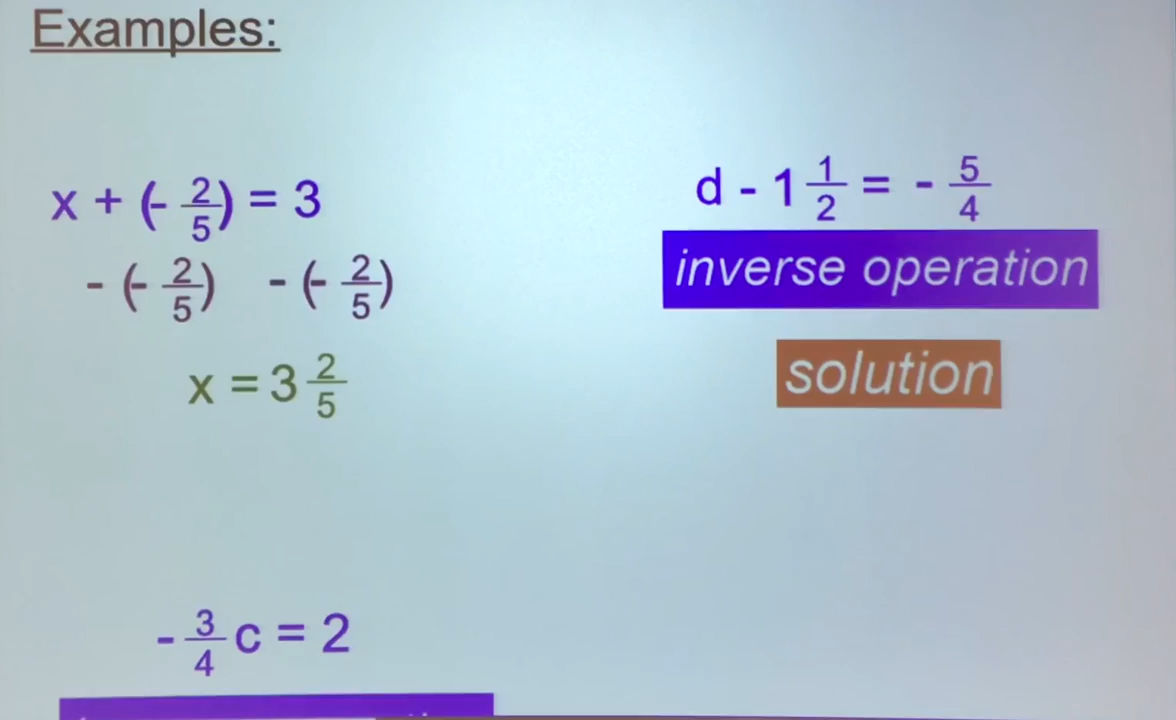 Examples:
x + (- 2/5) = 3
- (- 2/5) - (- 2/5)
x = 3 2/5
d - 1 1/2 = - 5/4
inverse operation
solution
- 3/4 c = 2